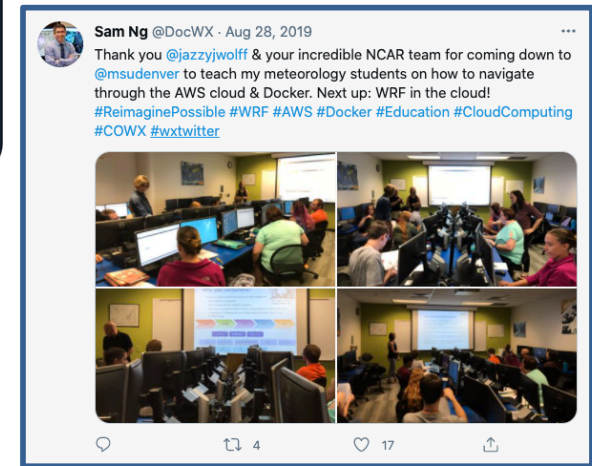 Sam Ng @DocWX · Aug 28, 2019
Thank you @jazzyjwolff & your incredible NCAR team for coming down to
@msudenver to teach my meteorology students on how to navigate
through the AWS cloud & Docker. Next up: WRF in the cloud!
#ReimaginePossible #WRF #AWS #Docker #Education #CloudComputing
#COWX #wxtwitter
4 17